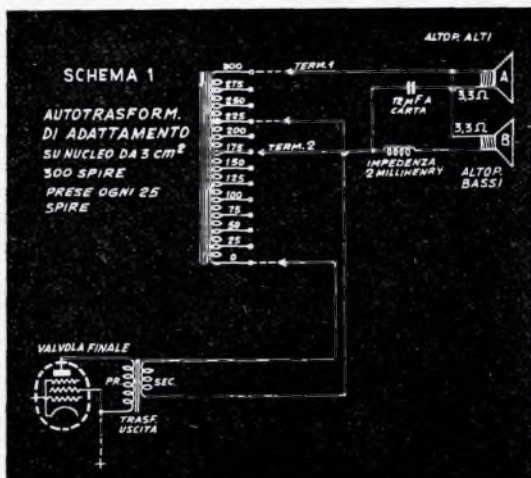 SCHEMA 1
AUTOTRASFORM.
DI ADATTAMENTO
SU NUCLEO DA 3 cm²
300 SPIRE
PRESE OGNI 25
SPIRE
300
275
250
225
200
175
150
125
100
75
50
25
0
TERM.1
TERM. 2
ALTOP. ALTI
A
12 MFA
CARTA
3,3 Ω
3,3 Ω
B
IMPEDENZA
2 MILLIHENRY
ALTOP.
BASSI
VALVOLA FINALE
PR.
SEC.
TRASF.
USCITA